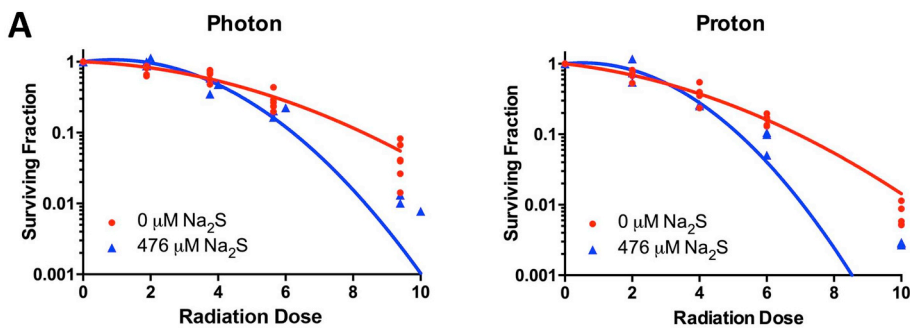 A
Photon
Surviving Fraction
1
0.1
0.01
0.001
0 μM Na₂S
476 μM Na₂S
0 2 4 6 8 10
Radiation Dose
Proton
Surviving Fraction
1
0.1
0.01
0.001
0 μM Na₂S
476 μM Na₂S
0 2 4 6 8 10
Radiation Dose